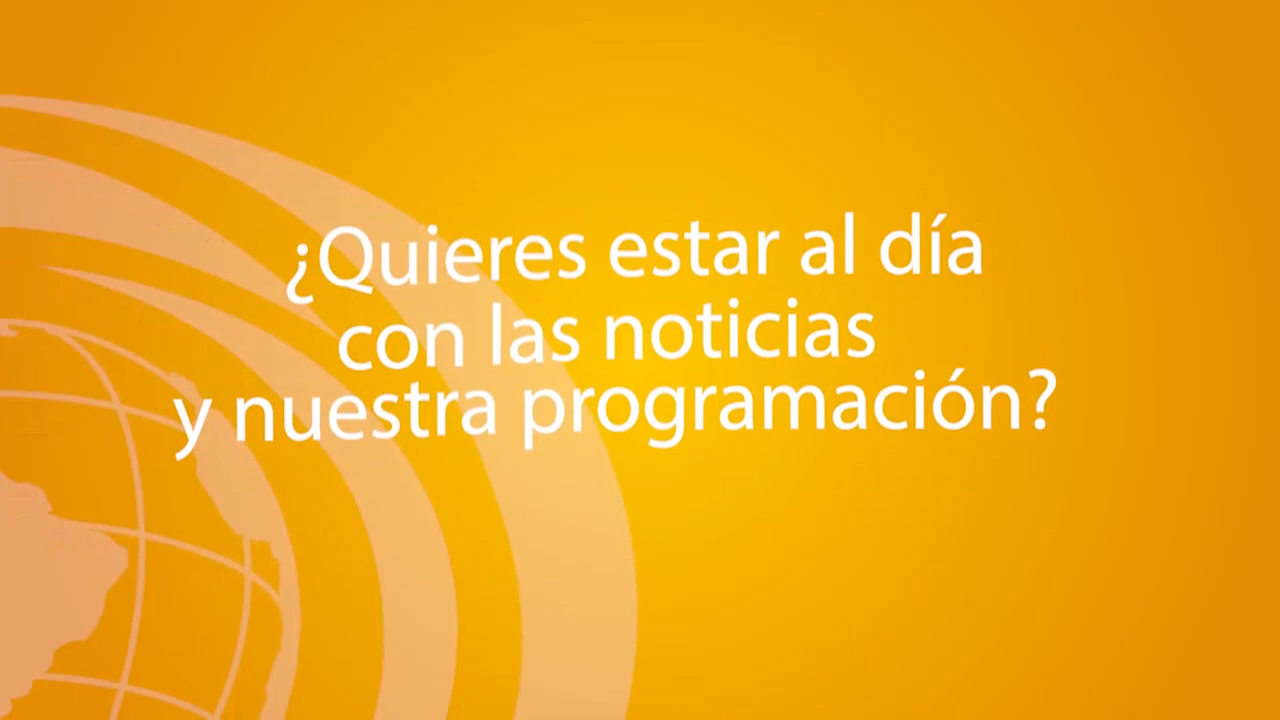 ¿Quieres estar al día
con las noticias
y nuestra programación?